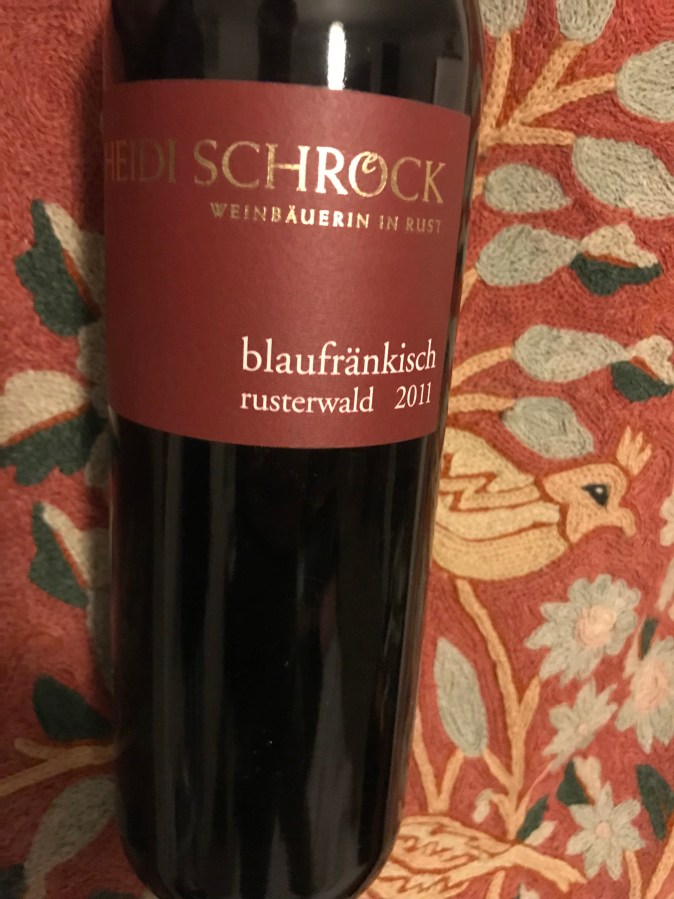 HEIDI SCHRÖCK
WEINBÄUERIN IN RUST
blaufränkisch
rusterwald 2011